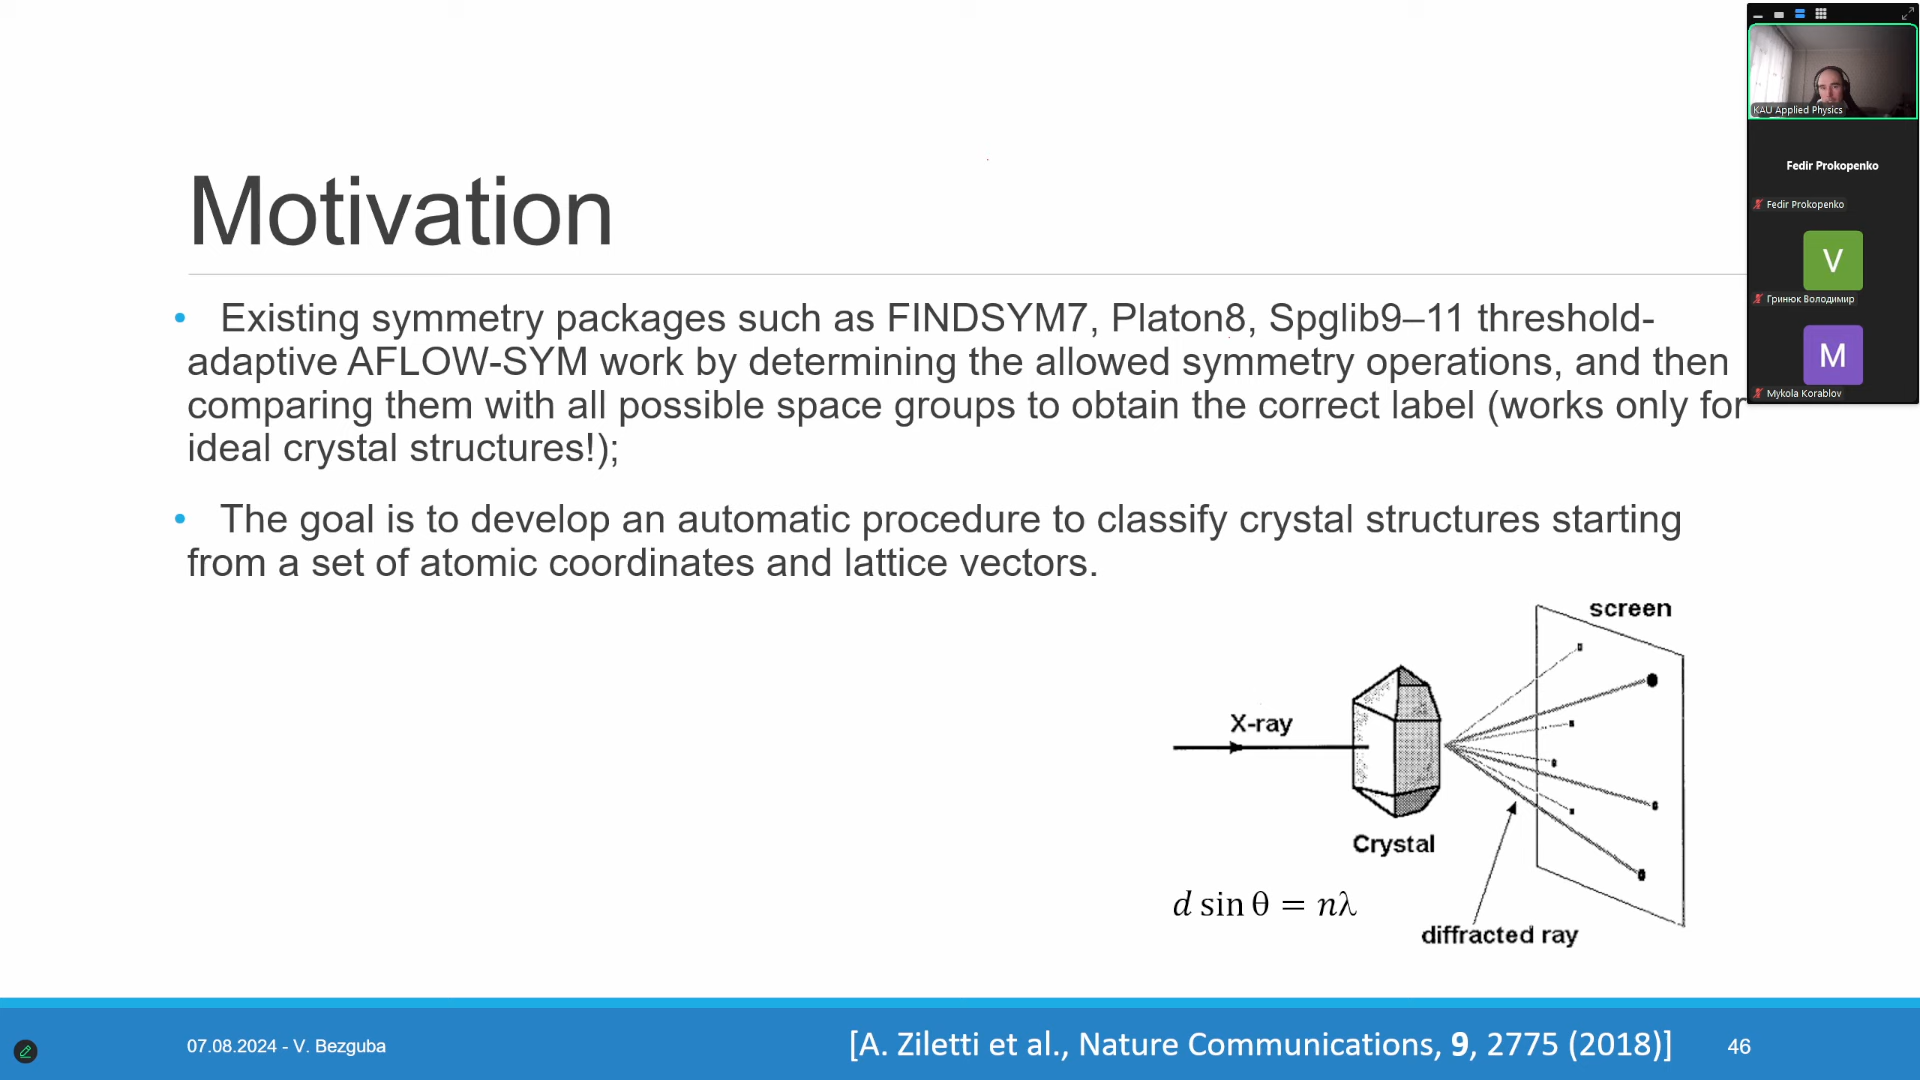 Motivation
• Existing symmetry packages such as FINDSYM7, Platon8, Spglib9–11 threshold-
adaptive AFLOW-SYM work by determining the allowed symmetry operations, and then
comparing them with all possible space groups to obtain the correct label (works only for
ideal crystal structures!);
• The goal is to develop an automatic procedure to classify crystal structures starting
from a set of atomic coordinates and lattice vectors.
screen
X-ray
Crystal
d sin θ = nλ
diffracted ray
07.08.2024 - V. Bezguba
[A. Ziletti et al., Nature Communications, 9, 2775 (2018)]
46
KAU Applied Physics
Fedir Prokopenko
Fedir Prokopenko
V
Гринюк Володимир
M
Mykola Korablov